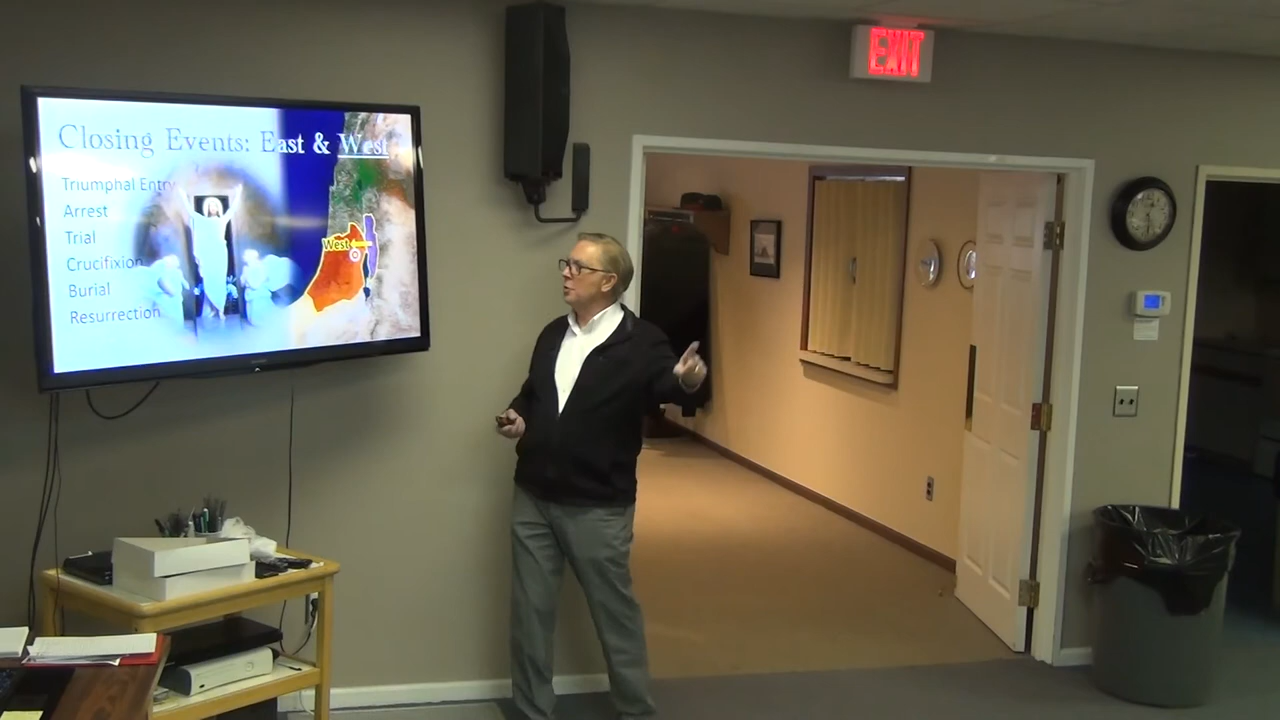 Closing Events: East & West
Triumphal Entry
Arrest
Trial
Crucifixion
Burial
Resurrection
West
EXIT